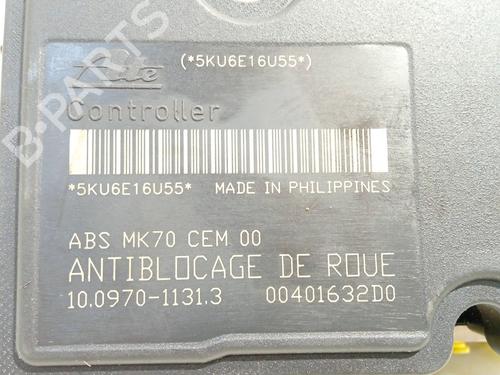 (*5KU6E16U55*)
Ate
Controller
*5KU6E16U55* MADE IN PHILIPPINES
ABS MK70 CEM 00
ANTIBLOCAGE DE ROUE
10.0970-1131.3 00401632D0
B-PARTS